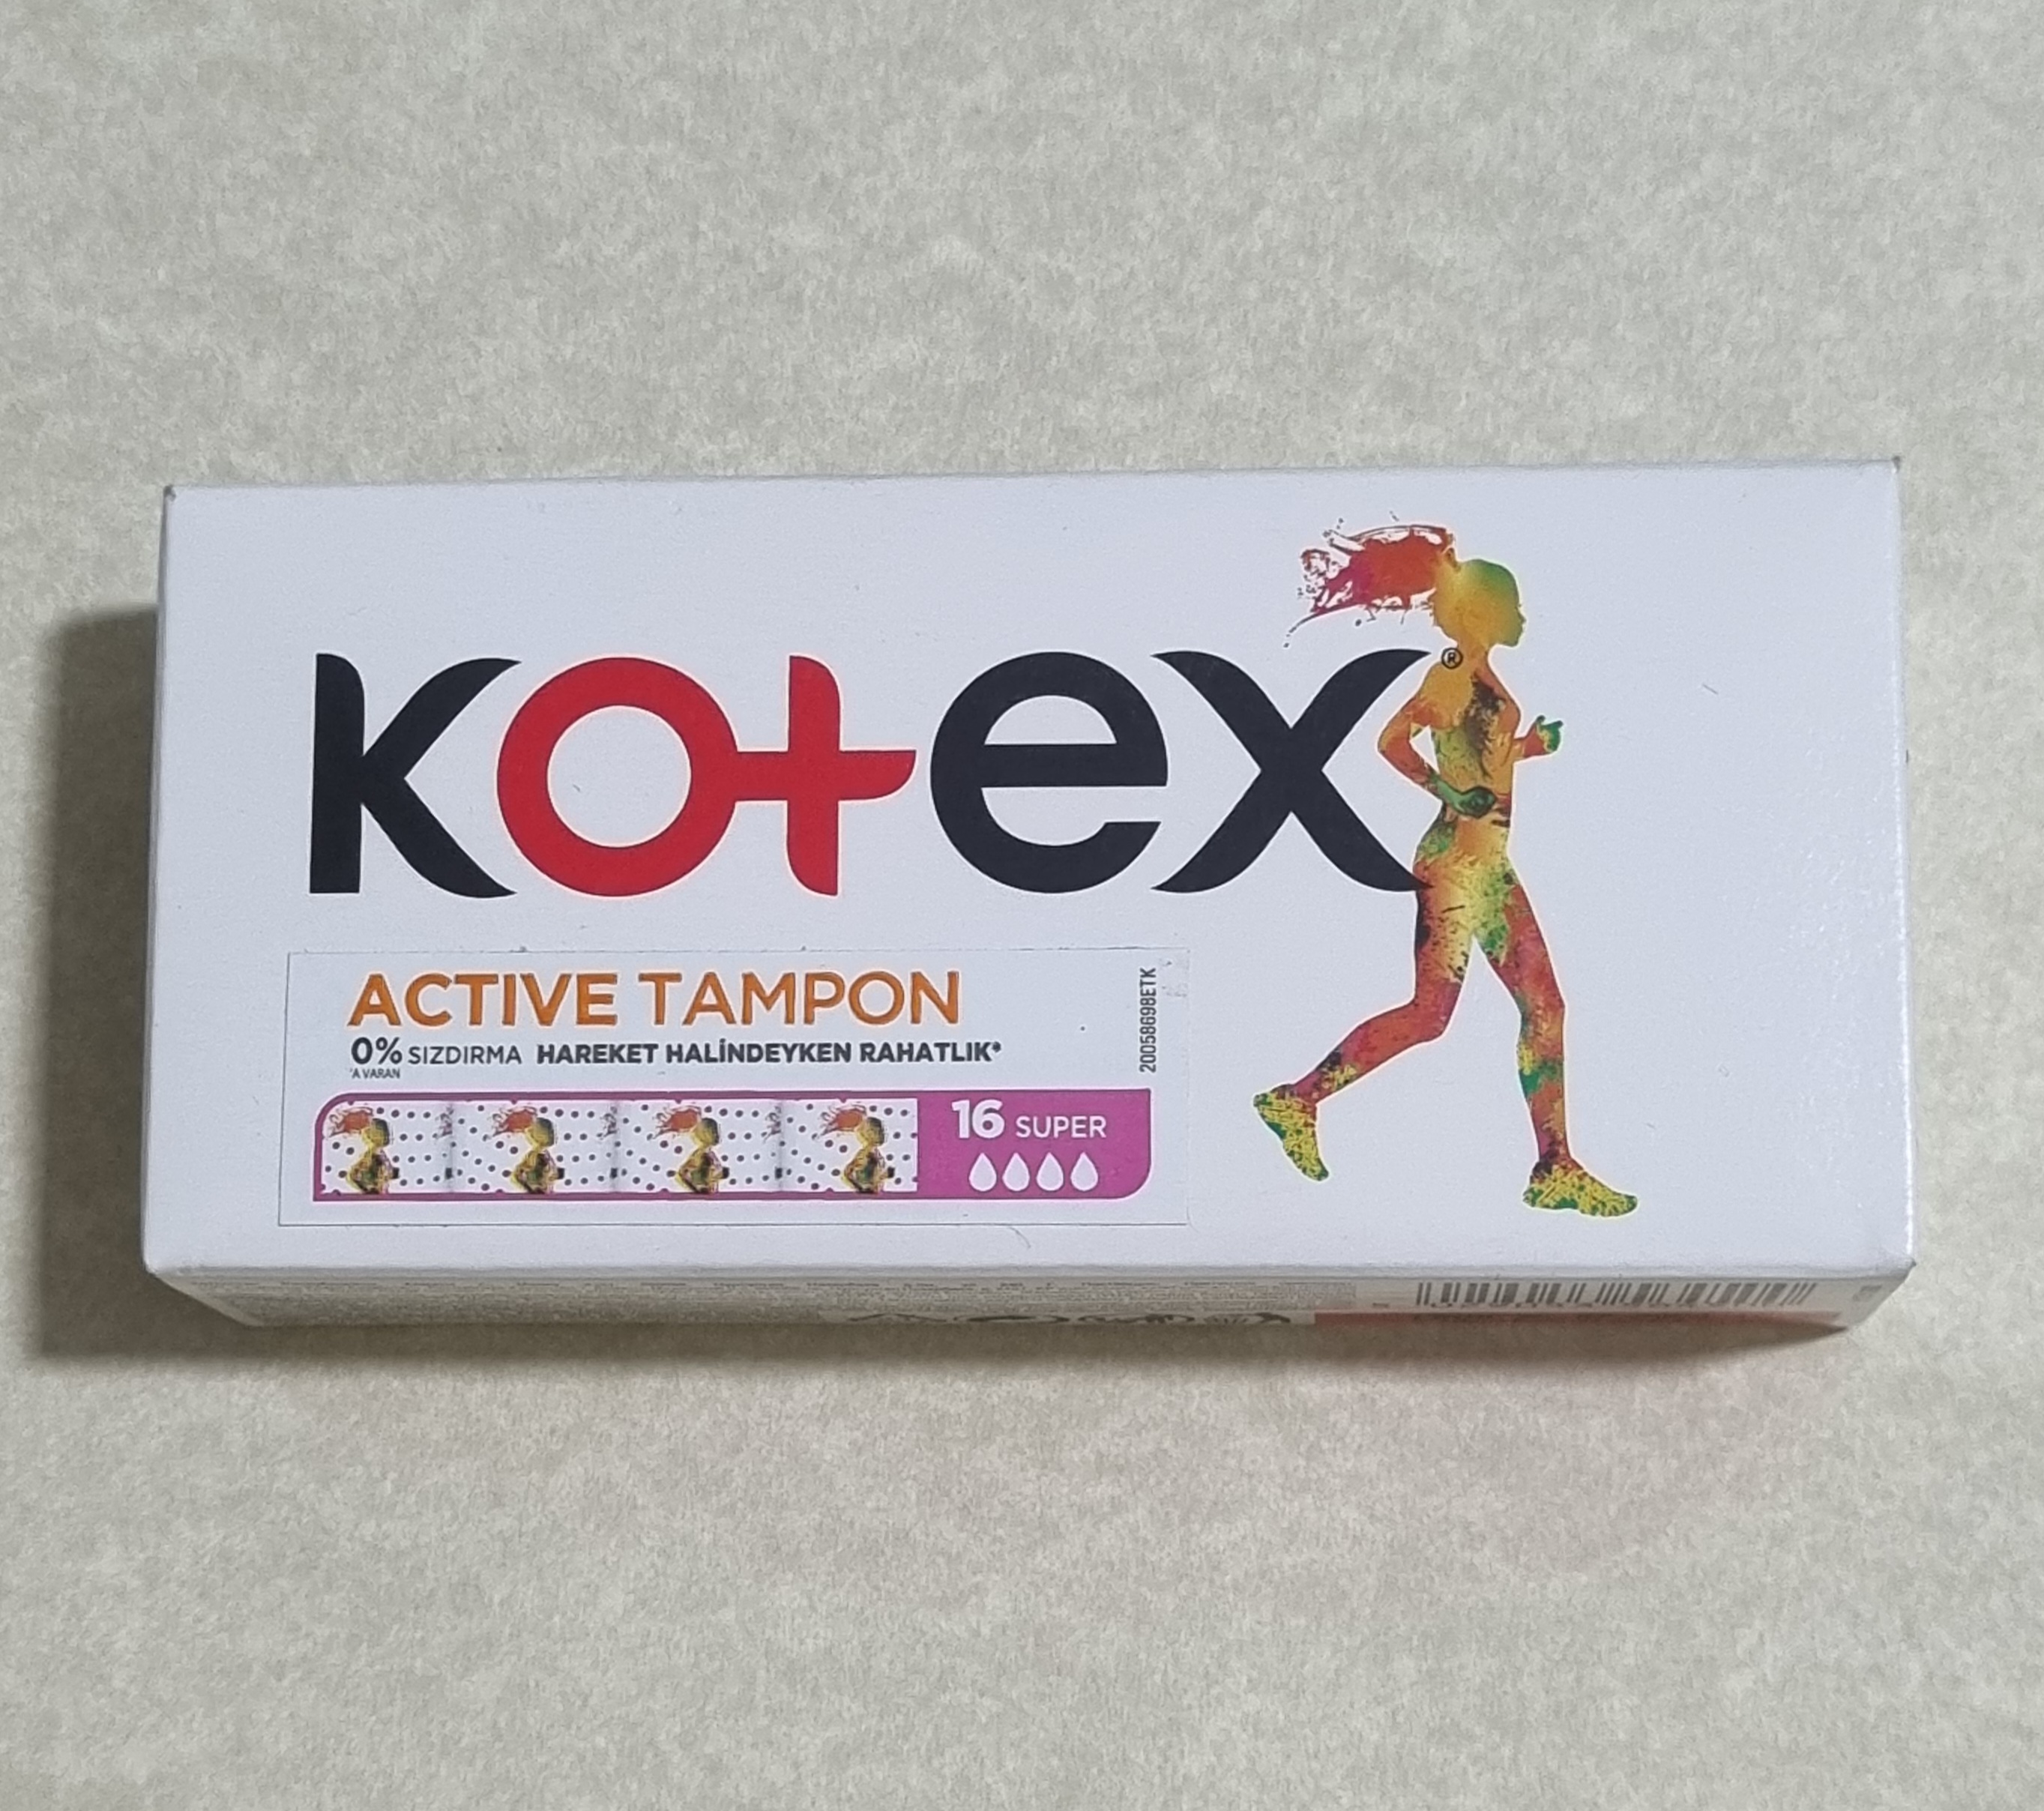 kotex®
ACTIVE TAMPON
0% SIZDIRMA HAREKET HALİNDEYKEN RAHATLIK*
'A VARAN
20058698ETK
16 SUPER